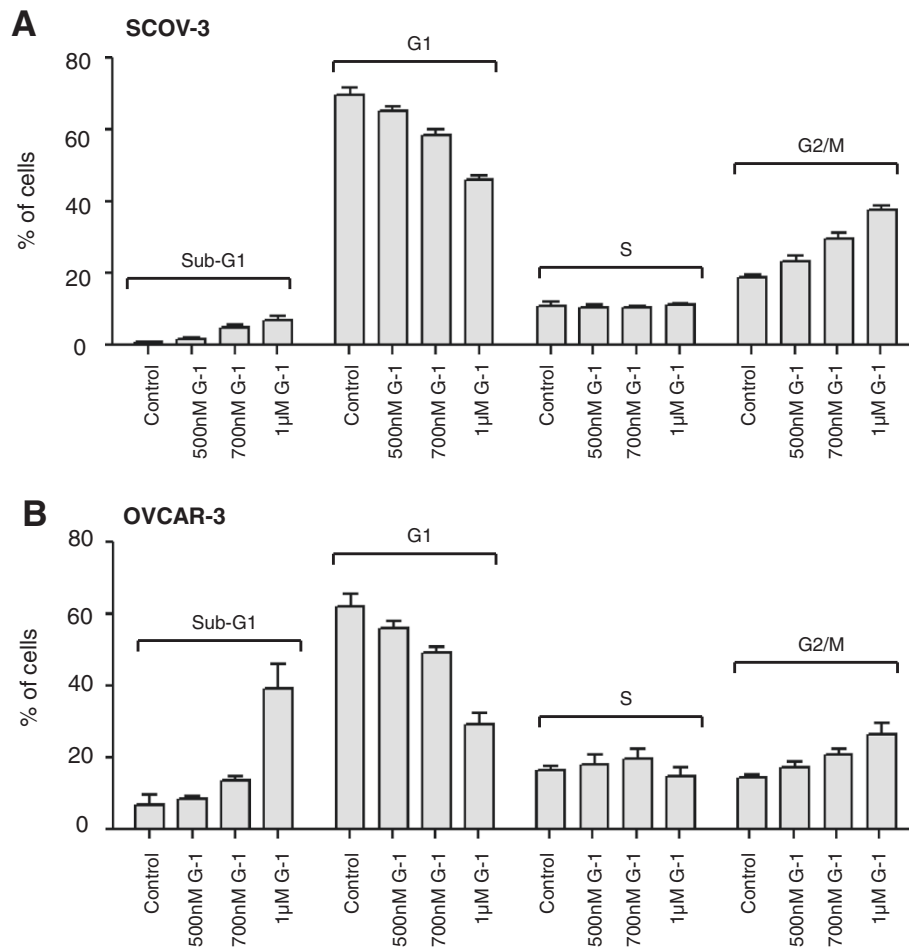 A
SCOV-3
% of cells
80
60
40
20
0
Sub-G1
G1
S
G2/M
Control
500nM G-1
700nM G-1
1µM G-1
Control
500nM G-1
700nM G-1
1µM G-1
Control
500nM G-1
700nM G-1
1µM G-1
Control
500nM G-1
700nM G-1
1µM G-1
B
OVCAR-3
% of cells
80
60
40
20
0
Sub-G1
G1
S
G2/M
Control
500nM G-1
700nM G-1
1µM G-1
Control
500nM G-1
700nM G-1
1µM G-1
Control
500nM G-1
700nM G-1
1µM G-1
Control
500nM G-1
700nM G-1
1µM G-1